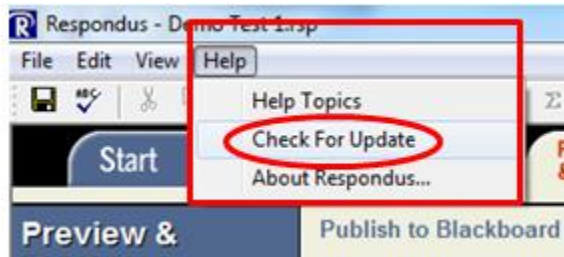 Respondus - Demo Test 1.rsp
File Edit View Help
ABC Σ
Help Topics
Start Check For Update
About Respondus...
Preview & Publish to Blackboard